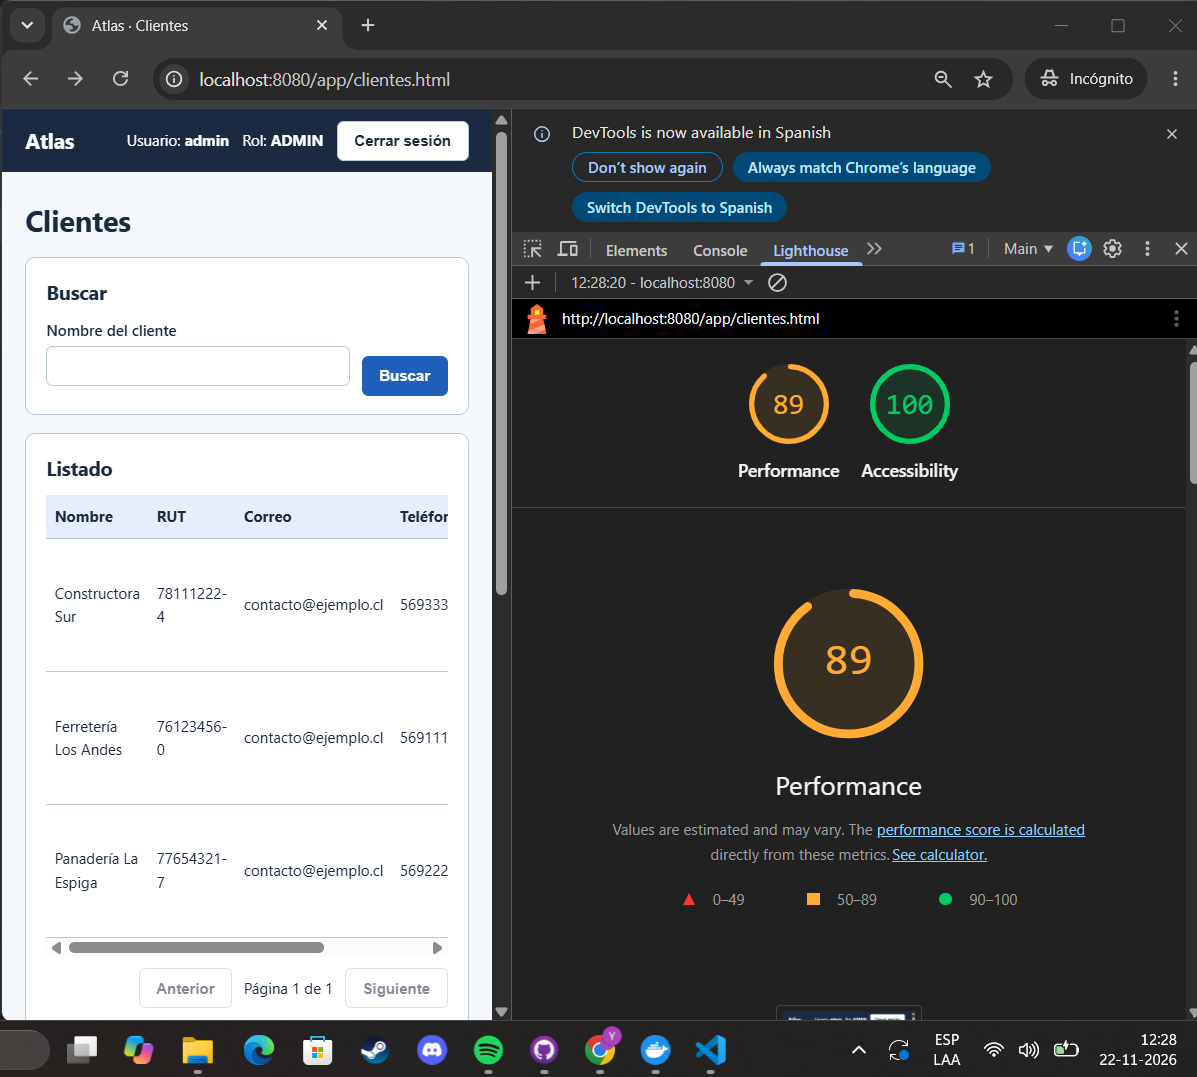 Atlas · Clientes
localhost:8080/app/clientes.html
Incógnito
Atlas
Usuario: admin Rol: ADMIN
Cerrar sesión
Clientes
Buscar
Nombre del cliente
Buscar
Listado
Nombre RUT Correo Teléfor
Constructora Sur 78111222-4 contacto@ejemplo.cl 569333
Ferretería Los Andes 76123456-0 contacto@ejemplo.cl 569111
Panadería La Espiga 77654321-7 contacto@ejemplo.cl 569222
Anterior Página 1 de 1 Siguiente
DevTools is now available in Spanish
Don't show again Always match Chrome's language
Switch DevTools to Spanish
Elements Console Lighthouse 1 Main
12:28:20 - localhost:8080
http://localhost:8080/app/clientes.html
89 100
Performance Accessibility
89
Performance
Values are estimated and may vary. The performance score is calculated
directly from these metrics. See calculator.
0–49 50–89 90–100
Y
ESP
LAA
12:28
22-11-2026